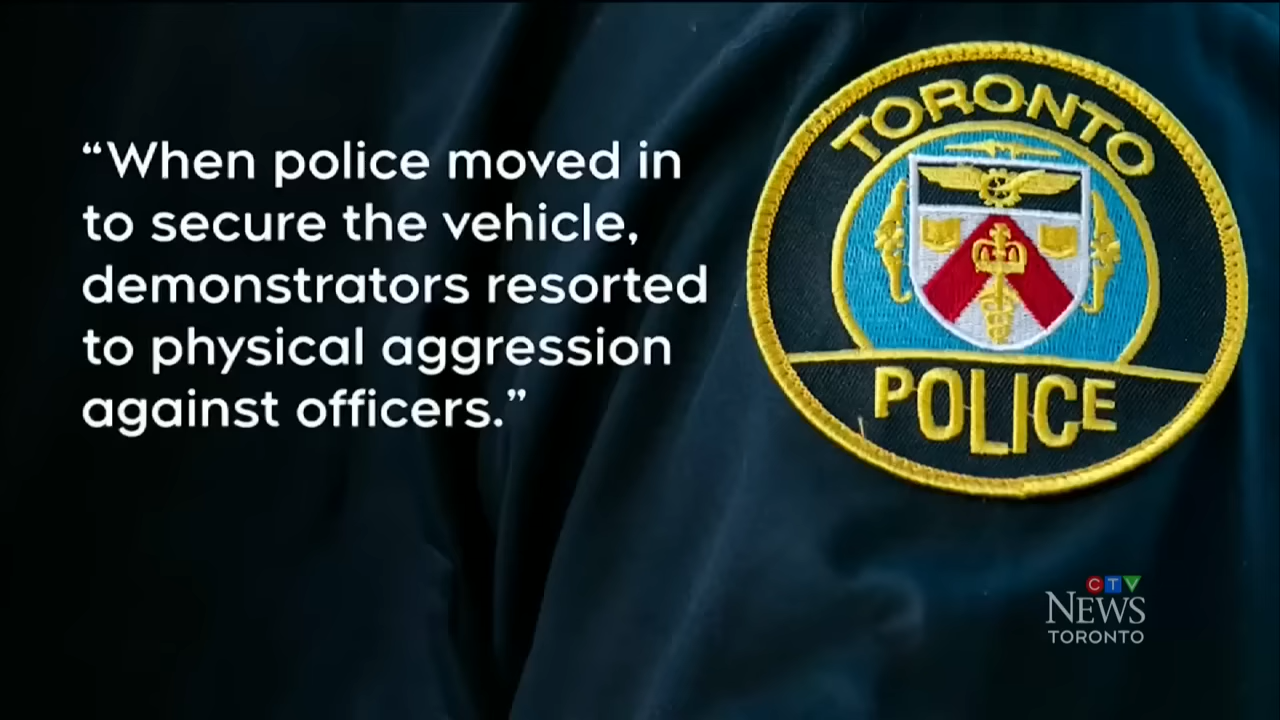 “When police moved in
to secure the vehicle,
demonstrators resorted
to physical aggression
against officers.”
TORONTO
POLICE
CTV
NEWS
TORONTO